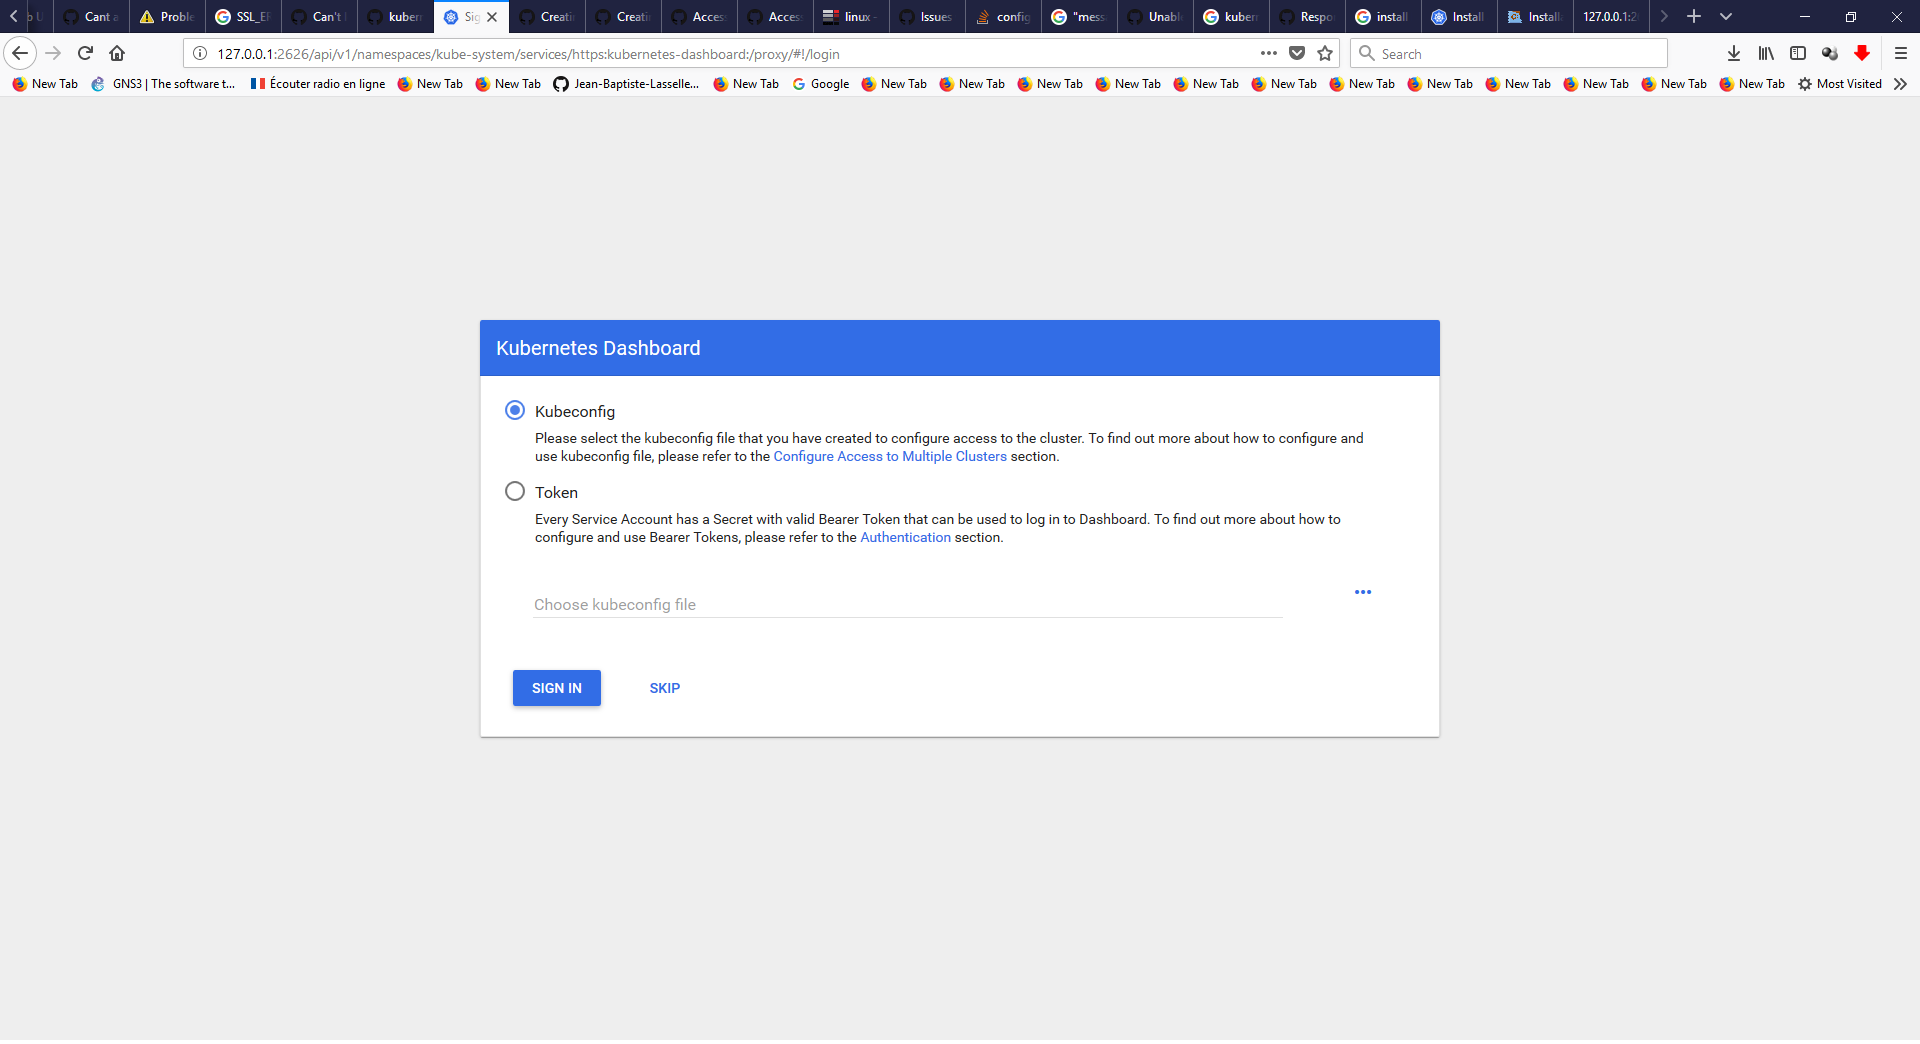 Cant a
Proble
SSL_ER
Can't
kubern
Sig
Creati
Creati
Acces
Acces
linux -
Issues
config
"mess
Unabl
kubern
Respo
install
Install
Install
127.0.0.1:2
127.0.0.1:2626/api/v1/namespaces/kube-system/services/https:kubernetes-dashboard:/proxy/#!/login
Search
New Tab
GNS3 | The software t...
Écouter radio en ligne
New Tab
New Tab
Jean-Baptiste-Lasselle...
New Tab
Google
New Tab
New Tab
New Tab
New Tab
New Tab
New Tab
New Tab
New Tab
New Tab
New Tab
New Tab
New Tab
Most Visited
Kubernetes Dashboard
Kubeconfig
Please select the kubeconfig file that you have created to configure access to the cluster. To find out more about how to configure and
use kubeconfig file, please refer to the Configure Access to Multiple Clusters section.
Token
Every Service Account has a Secret with valid Bearer Token that can be used to log in to Dashboard. To find out more about how to
configure and use Bearer Tokens, please refer to the Authentication section.
Choose kubeconfig file
SIGN IN
SKIP